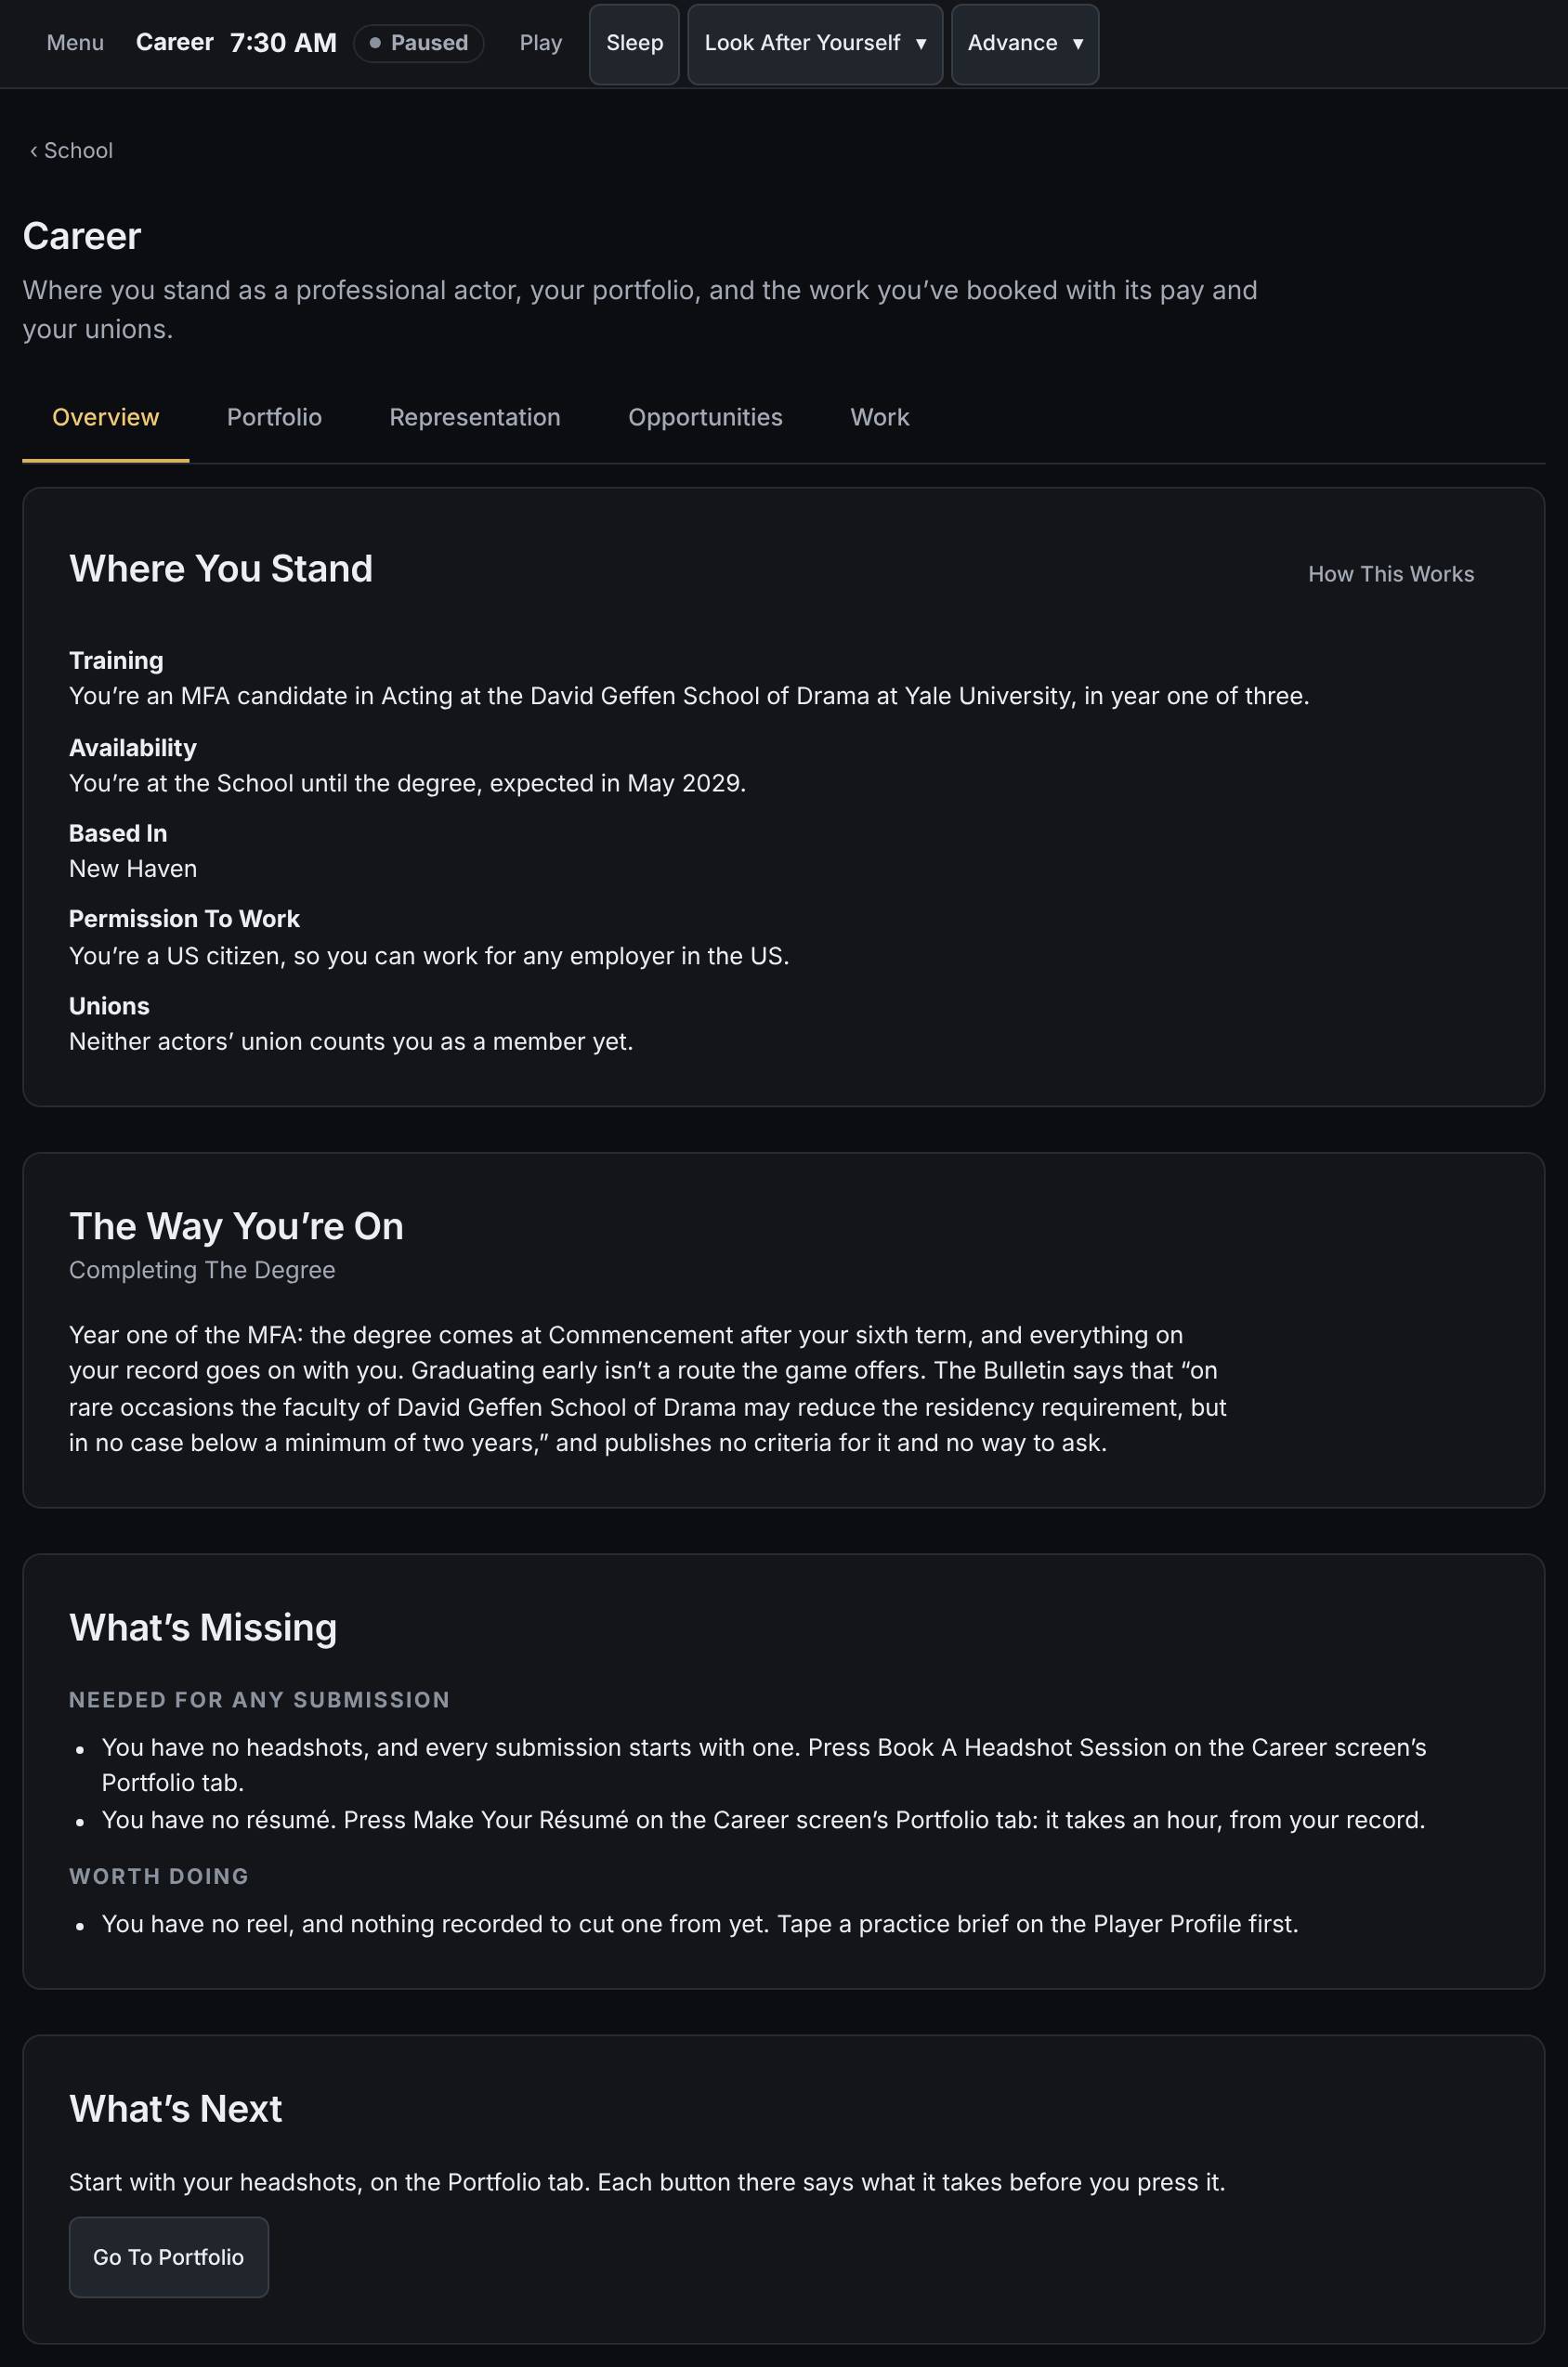 Menu
Career
7:30 AM
Paused
Play
Sleep
Look After Yourself ▾
Advance ▾
‹ School
Career
Where you stand as a professional actor, your portfolio, and the work you’ve booked with its pay and
your unions.
Overview
Portfolio
Representation
Opportunities
Work
Where You Stand
How This Works
Training
You’re an MFA candidate in Acting at the David Geffen School of Drama at Yale University, in year one of three.
Availability
You’re at the School until the degree, expected in May 2029.
Based In
New Haven
Permission To Work
You’re a US citizen, so you can work for any employer in the US.
Unions
Neither actors’ union counts you as a member yet.
The Way You’re On
Completing The Degree
Year one of the MFA: the degree comes at Commencement after your sixth term, and everything on
your record goes on with you. Graduating early isn’t a route the game offers. The Bulletin says that “on
rare occasions the faculty of David Geffen School of Drama may reduce the residency requirement, but
in no case below a minimum of two years,” and publishes no criteria for it and no way to ask.
What’s Missing
NEEDED FOR ANY SUBMISSION
• You have no headshots, and every submission starts with one. Press Book A Headshot Session on the Career screen’s
Portfolio tab.
• You have no résumé. Press Make Your Résumé on the Career screen’s Portfolio tab: it takes an hour, from your record.
WORTH DOING
• You have no reel, and nothing recorded to cut one from yet. Tape a practice brief on the Player Profile first.
What’s Next
Start with your headshots, on the Portfolio tab. Each button there says what it takes before you press it.
Go To Portfolio